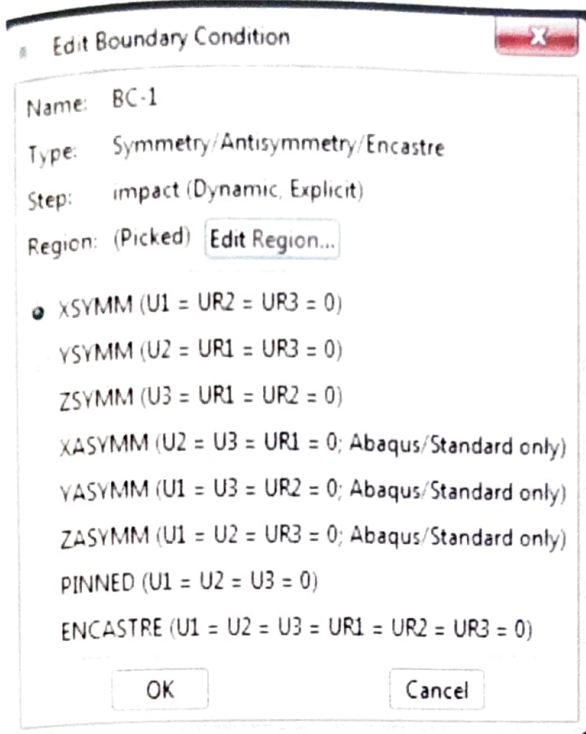 Edit Boundary Condition
Name: BC-1
Type: Symmetry/Antisymmetry/Encastre
Step: impact (Dynamic, Explicit)
Region: (Picked) Edit Region...
XSYMM (U1 = UR2 = UR3 = 0)
YSYMM (U2 = UR1 = UR3 = 0)
ZSYMM (U3 = UR1 = UR2 = 0)
XASYMM (U2 = U3 = UR1 = 0; Abaqus/Standard only)
YASYMM (U1 = U3 = UR2 = 0; Abaqus/Standard only)
ZASYMM (U1 = U2 = UR3 = 0; Abaqus/Standard only)
PINNED (U1 = U2 = U3 = 0)
ENCASTRE (U1 = U2 = U3 = UR1 = UR2 = UR3 = 0)
OK Cancel